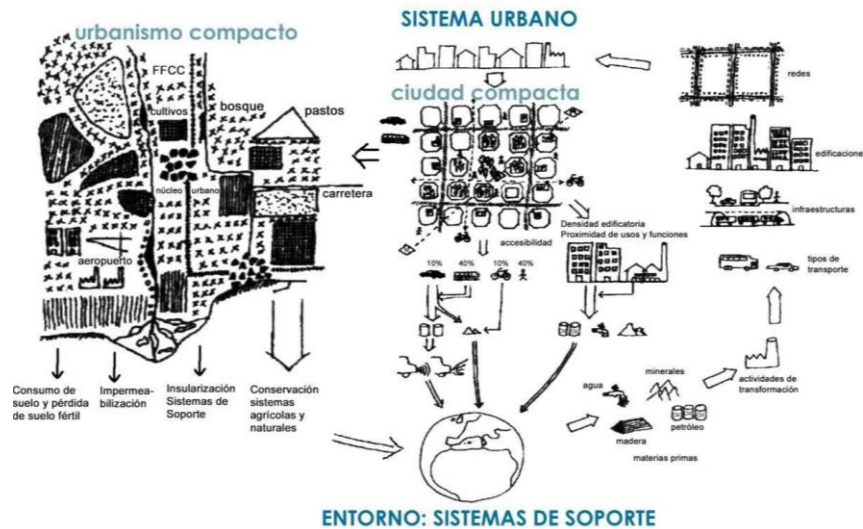 SISTEMA URBANO
urbanismo compacto
FFCC
cultivos
bosque
pastos
núcleo urbano
carretera
aeropuerto
Consumo de
suelo y pérdida
de suelo fértil
Impermea-
bilización
Insularización
Sistemas de
Soporte
Conservación
sistemas
agrícolas y
naturales
ciudad compacta
accesibilidad
10% 40% 10% 40%
Densidad edificatoria
Proximidad de usos y funciones
redes
edificacione
infraestructuras
tipos de
transporte
actividades de
transformación
agua
minerales
madera
petróleo
materias primas
ENTORNO: SISTEMAS DE SOPORTE